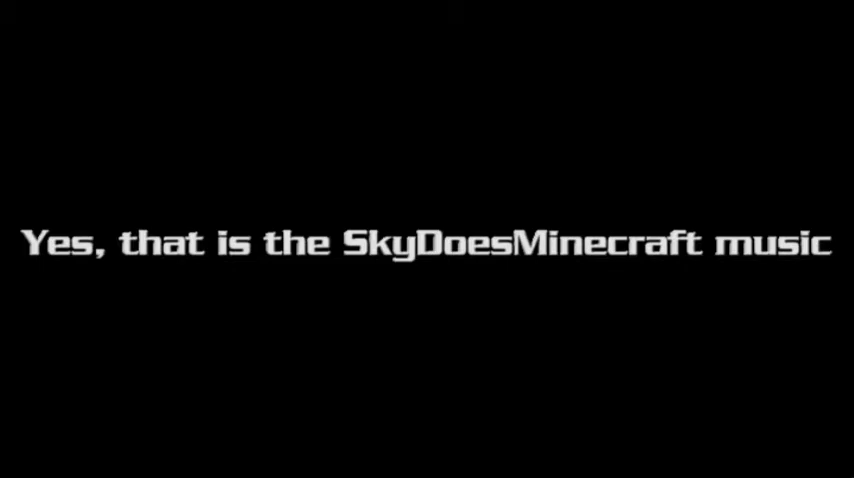 Yes, that is the SkyDoesMinecraft music